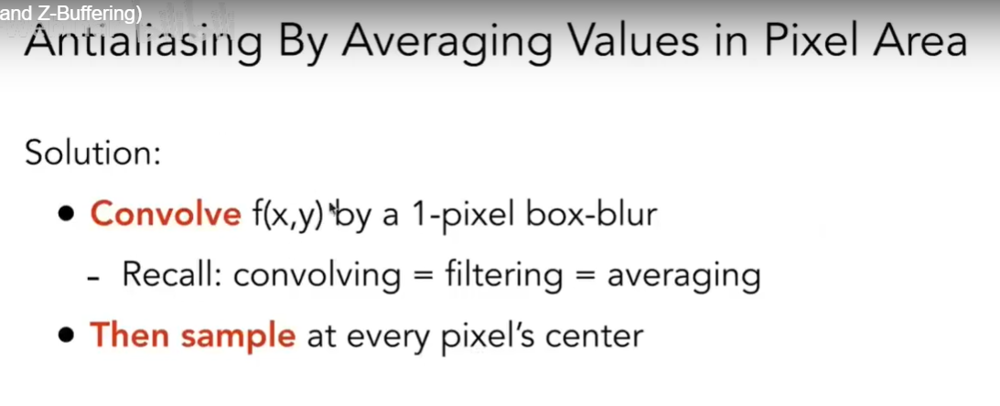 and Z-Buffering)
Antialiasing By Averaging Values in Pixel Area
Solution:
• Convolve f(x,y) by a 1-pixel box-blur
- Recall: convolving = filtering = averaging
• Then sample at every pixel's center